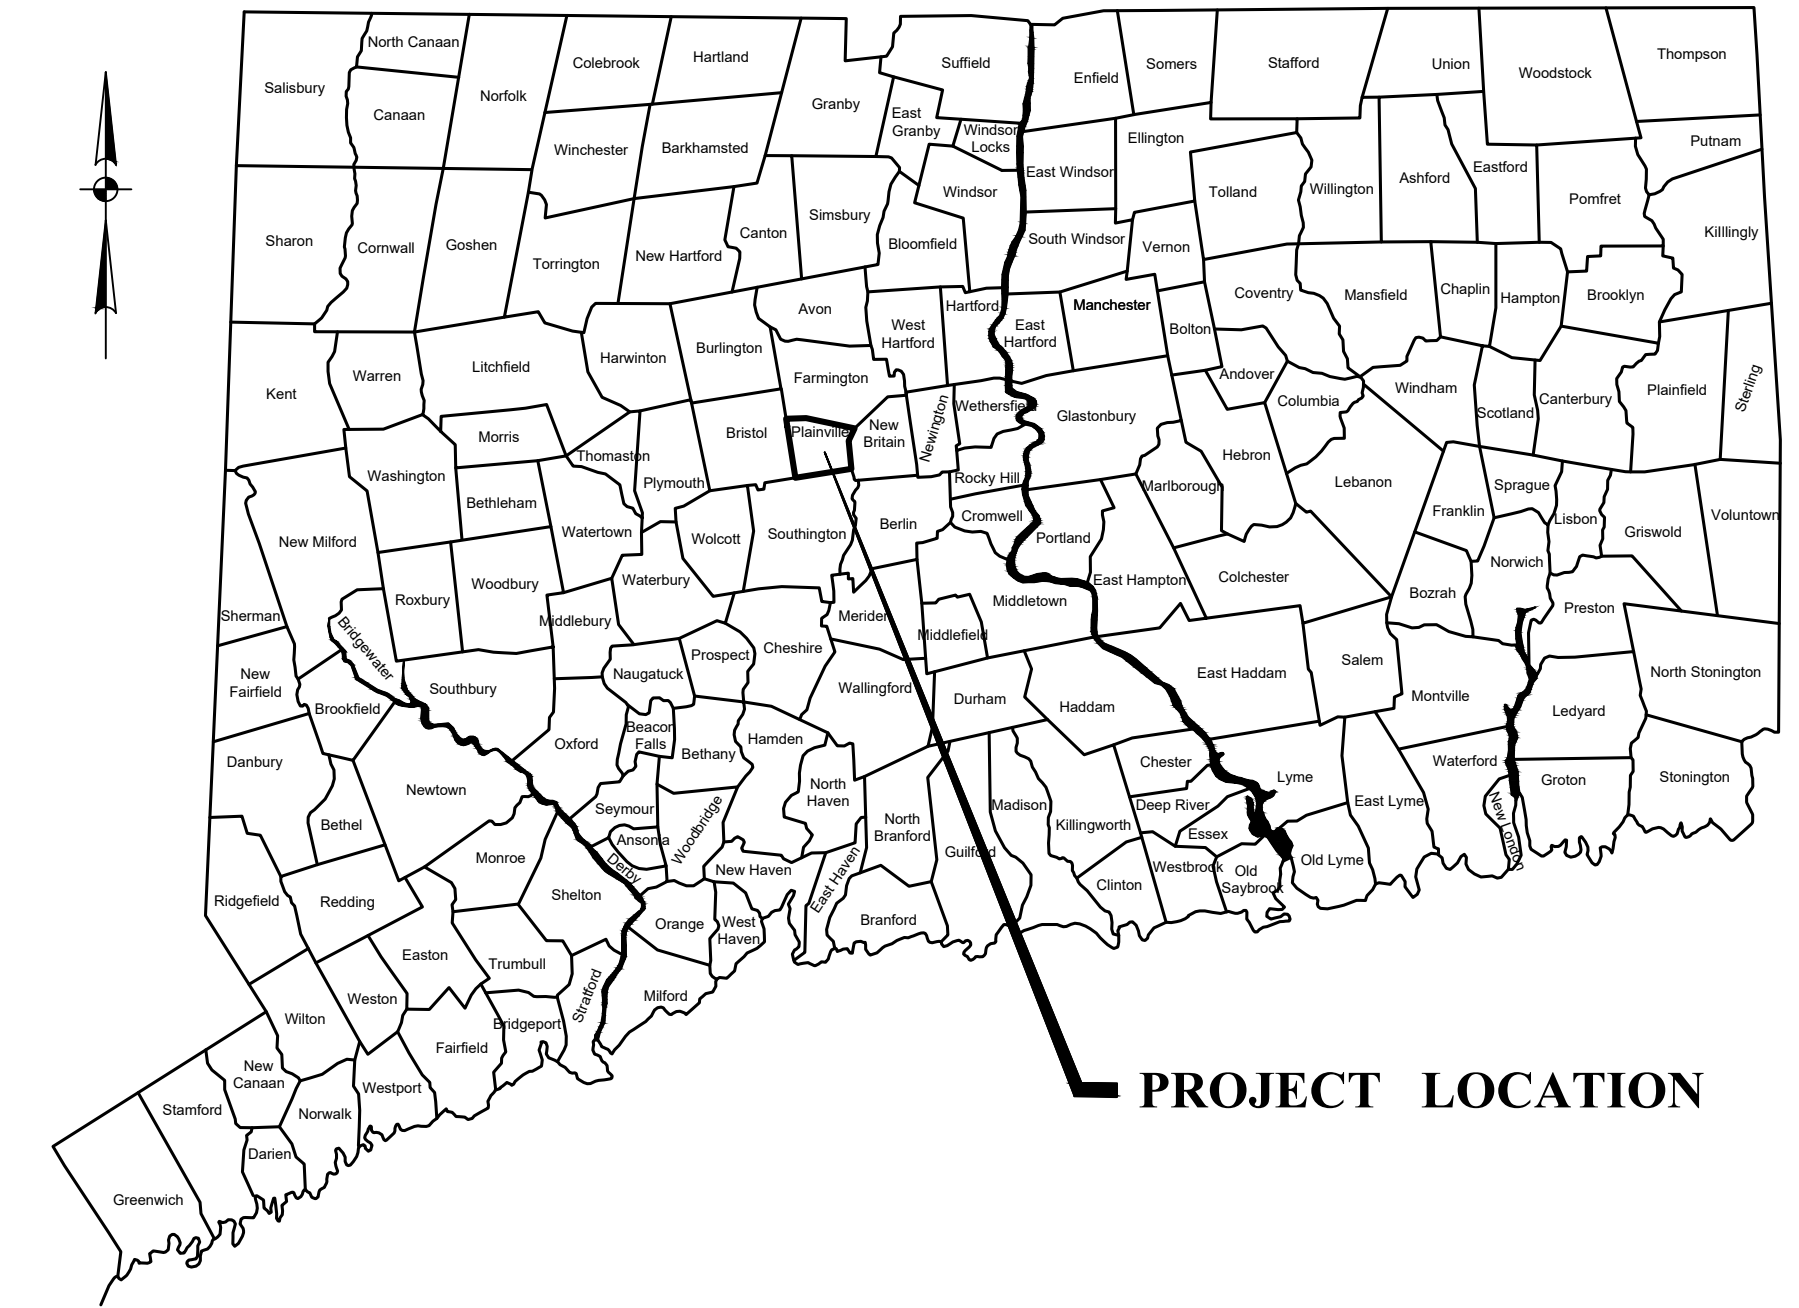 North Canaan
Salisbury
Canaan
Norfolk
Colebrook
Hartland
Winchester
Barkhamsted
Granby
Suffield
East
Granby
Windsor
Locks
Enfield
Somers
Stafford
Union
Woodstock
Thompson
Putnam
Ellington
East Windsor
Windsor
Tolland
Willington
Ashford
Eastford
Pomfret
Killlingly
Sharon
Cornwall
Goshen
Torrington
New Hartford
Canton
Simsbury
Bloomfield
South Windsor
Vernon
Coventry
Mansfield
Chaplin
Hampton
Brooklyn
Avon
Hartford
West
Hartford
East
Hartford
Manchester
Bolton
Kent
Warren
Litchfield
Harwinton
Burlington
Farmington
Andover
Columbia
Windham
Scotland
Canterbury
Plainfield
Sterling
Morris
Thomaston
Bristol
Plainville
New
Britain
Newington
Wethersfield
Glastonbury
Hebron
Lebanon
Washington
Bethleham
Watertown
Plymouth
Wolcott
Southington
Berlin
Rocky Hill
Cromwell
Portland
Marlborough
Franklin
Sprague
Lisbon
Griswold
Voluntown
New Milford
Roxbury
Woodbury
Waterbury
Middlebury
East Hampton
Colchester
Bozrah
Norwich
Preston
Sherman
Bridgewater
Meriden
Middletown
Middlefield
New
Fairfield
Brookfield
Southbury
Naugatuck
Prospect
Cheshire
Wallingford
Durham
Haddam
East Haddam
Salem
Montville
Ledyard
North Stonington
Danbury
Newtown
Oxford
Beacon
Falls
Bethany
Hamden
North
Haven
Chester
Lyme
Waterford
Groton
Stonington
Bethel
Seymour
Ansonia
Derby
Woodbridge
North
Branford
Guilford
Madison
Killingworth
Deep River
Essex
East Lyme
New London
Ridgefield
Redding
Monroe
Shelton
Orange
West
Haven
New Haven
East Haven
Branford
Clinton
Westbrook
Old
Saybrook
Old Lyme
Easton
Trumbull
Stratford
Milford
Weston
Wilton
Bridgeport
Fairfield
New
Canaan
Westport
Stamford
Norwalk
Darien
Greenwich
PROJECT LOCATION